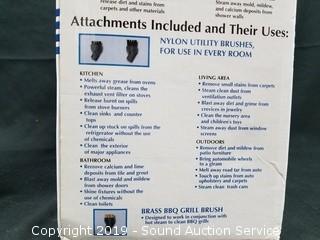 release dirt and stains from
carpets and other materials
Steam away mold, mildew,
and calcium deposits from
shower walls
Attachments Included and Their Uses:
NYLON UTILITY BRUSHES,
FOR USE IN EVERY ROOM
KITCHEN
• Melts away grease from ovens
• Powerful steam, cleans the
exhaust vent filter on stoves
• Release burnt on spills
from stove burners
• Clean sinks and counter
tops
• Clean up stuck on spills from the
refrigerator without the use
of chemicals
• Clean the exterior
of major appliances
BATHROOM
• Remove calcium and lime
deposits from tile and grout
• Blast away mold and mildew
from shower doors
• Shine fixtures without the
use of chemicals
• Clean toilets
LIVING AREA
• Remove small stains from carpet
• Steam clean dust from
ventilation outlets
• Blast away dirt and grime from
crevices in jewelry
• Clean the nursery area
and children's toys
• Steam away dust from window
screens
OUTDOORS
• Remove dirt and mildew from
patio furniture
• Bring automobile wheels to
a gleam
• Melt away road tar from auto
• Touch up stains from auto
upholstery and carpets
• Steam clean trash cans
BRASS BBQ GRILL BRUSH
• Designed to work in conjunction with
hot steam to clean BBQ grills
Copyright 2019 - Sound Auction Service